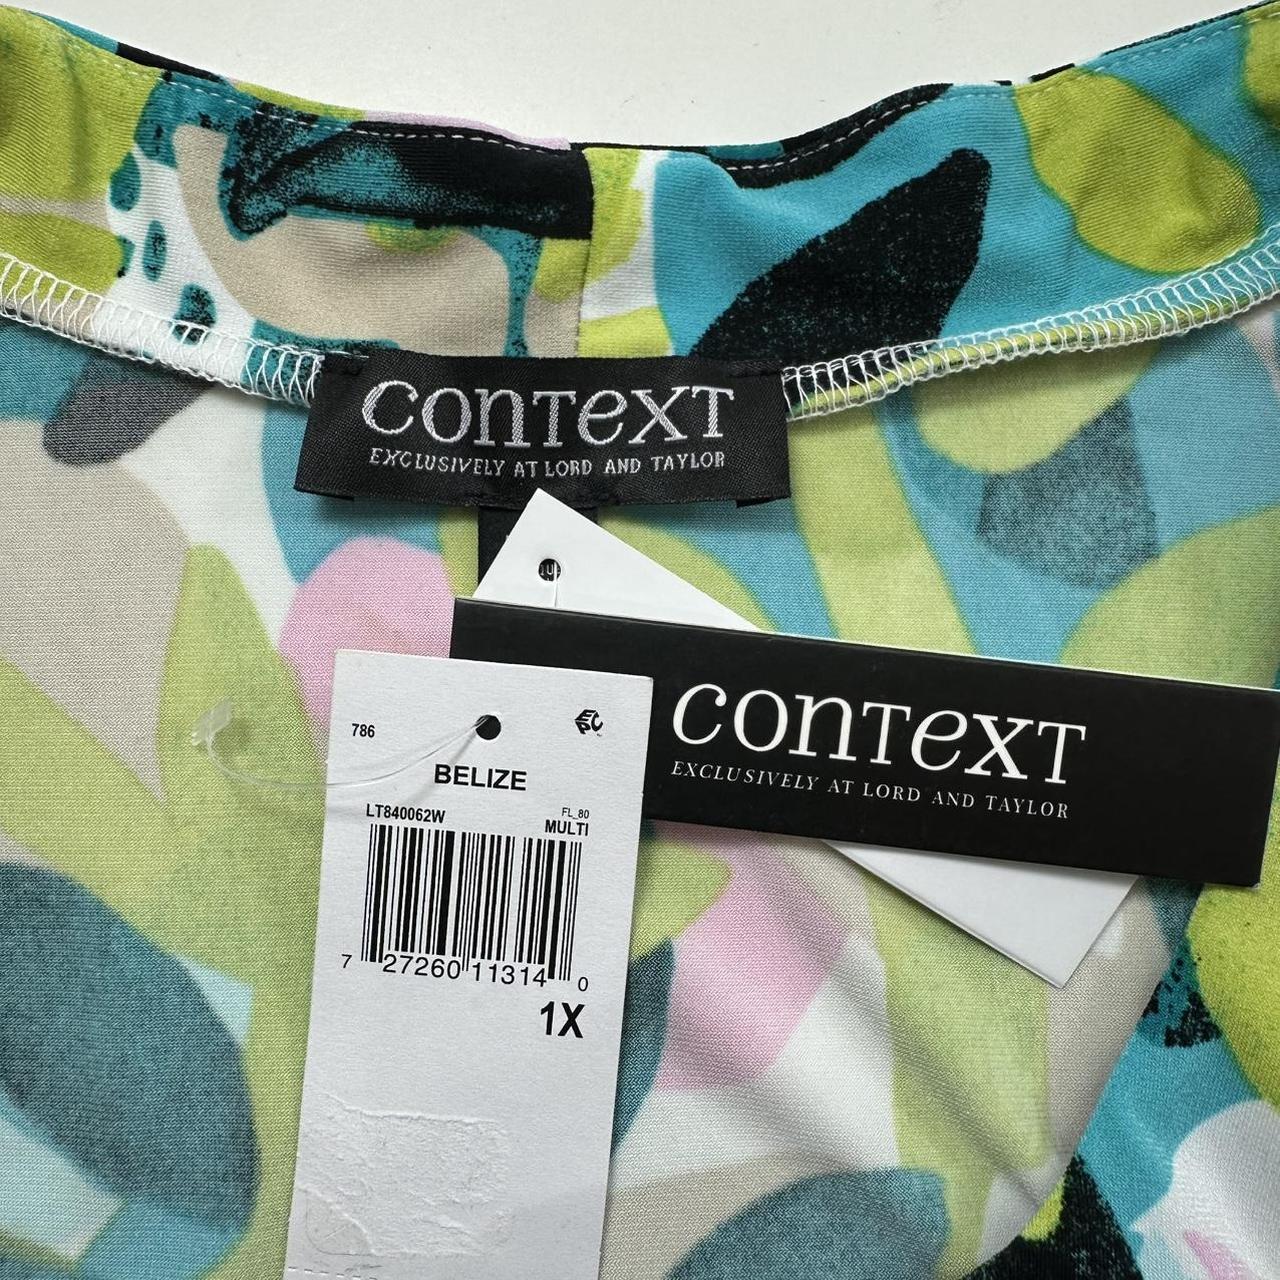 conTexT
EXCLUSIVELY AT LORD AND TAYLOR
conTexT
EXCLUSIVELY AT LORD AND TAYLOR
786
EPC
BELIZE
LT840062W
FL_80
MULTI
7 27260 11314 0
1X